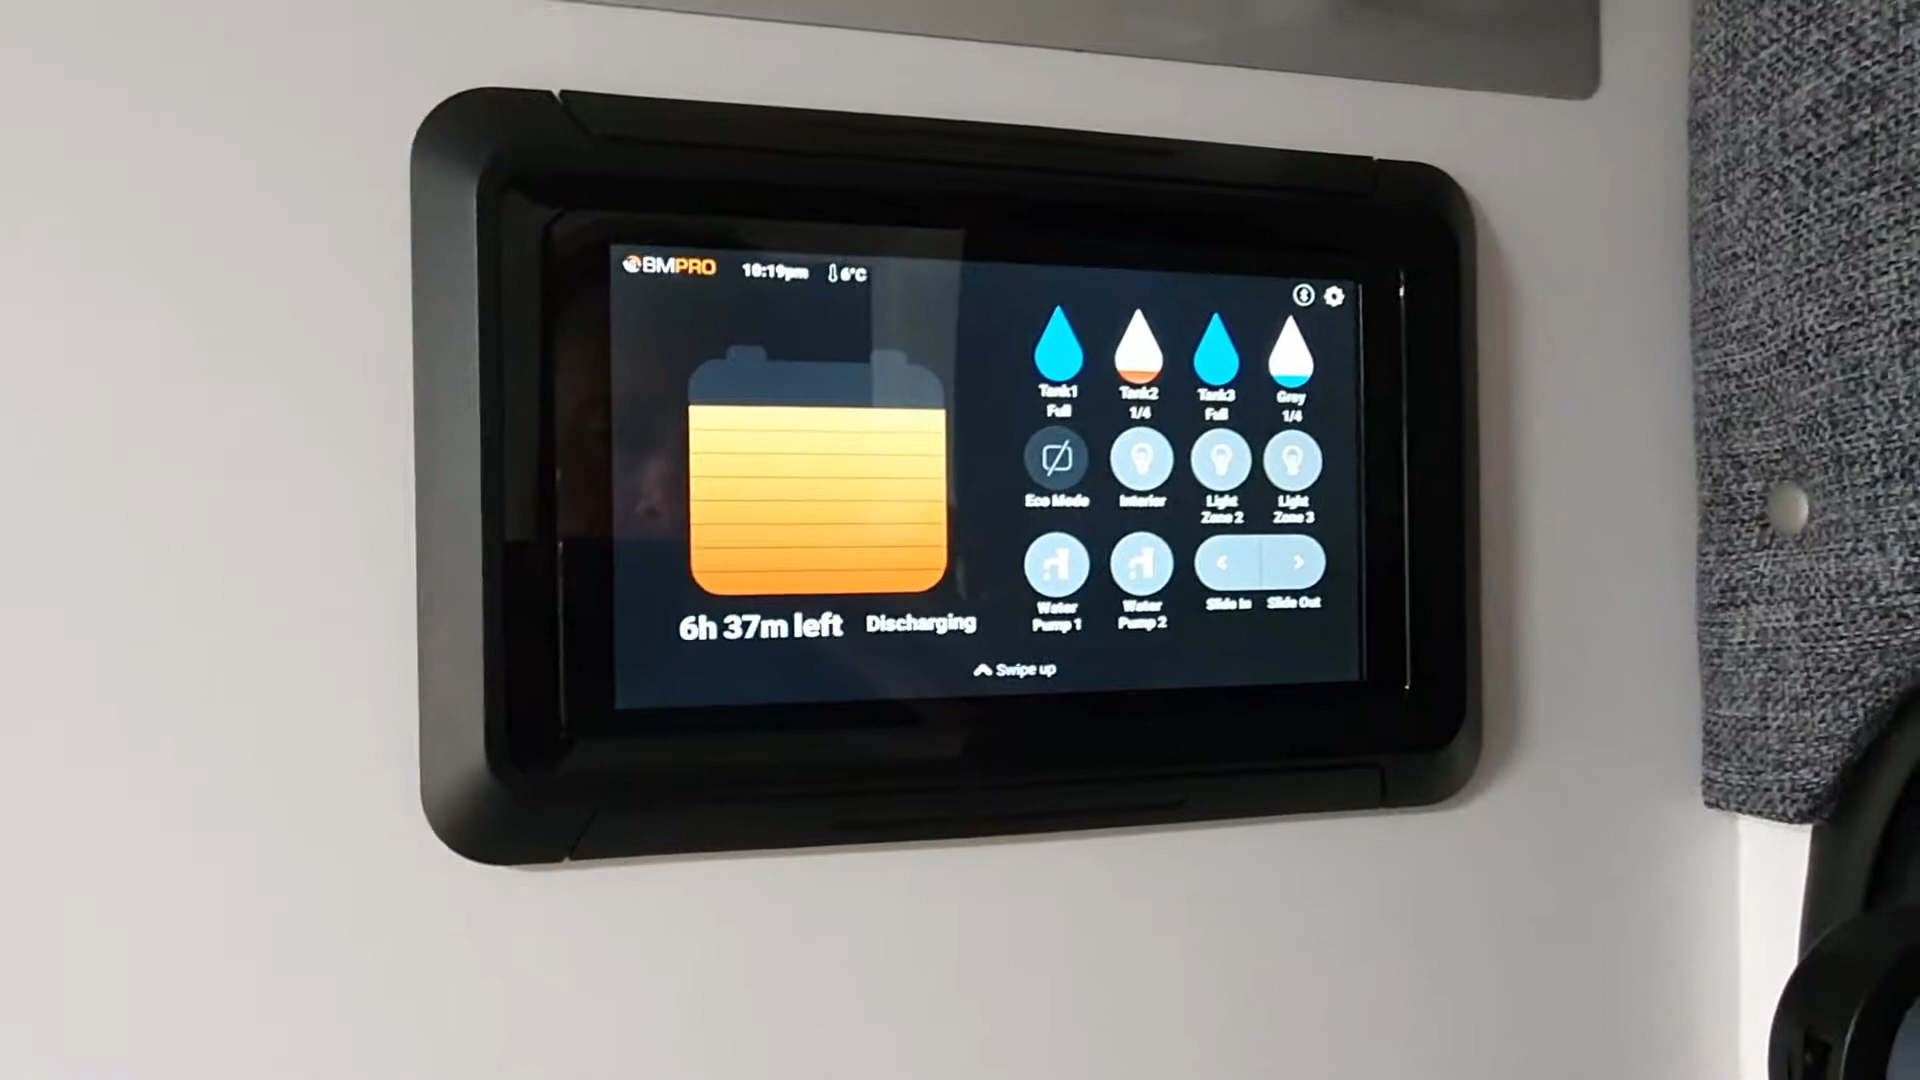 BMPRO 10:19pm 6°C
Tank1 Tank2 Tank3 Grey
Full 1/4 Full 1/4
Eco Mode Interior Light Zone 2 Light Zone 3
Water Pump 1 Water Pump 2 Slide In Slide Out
6h 37m left Discharging
Swipe up